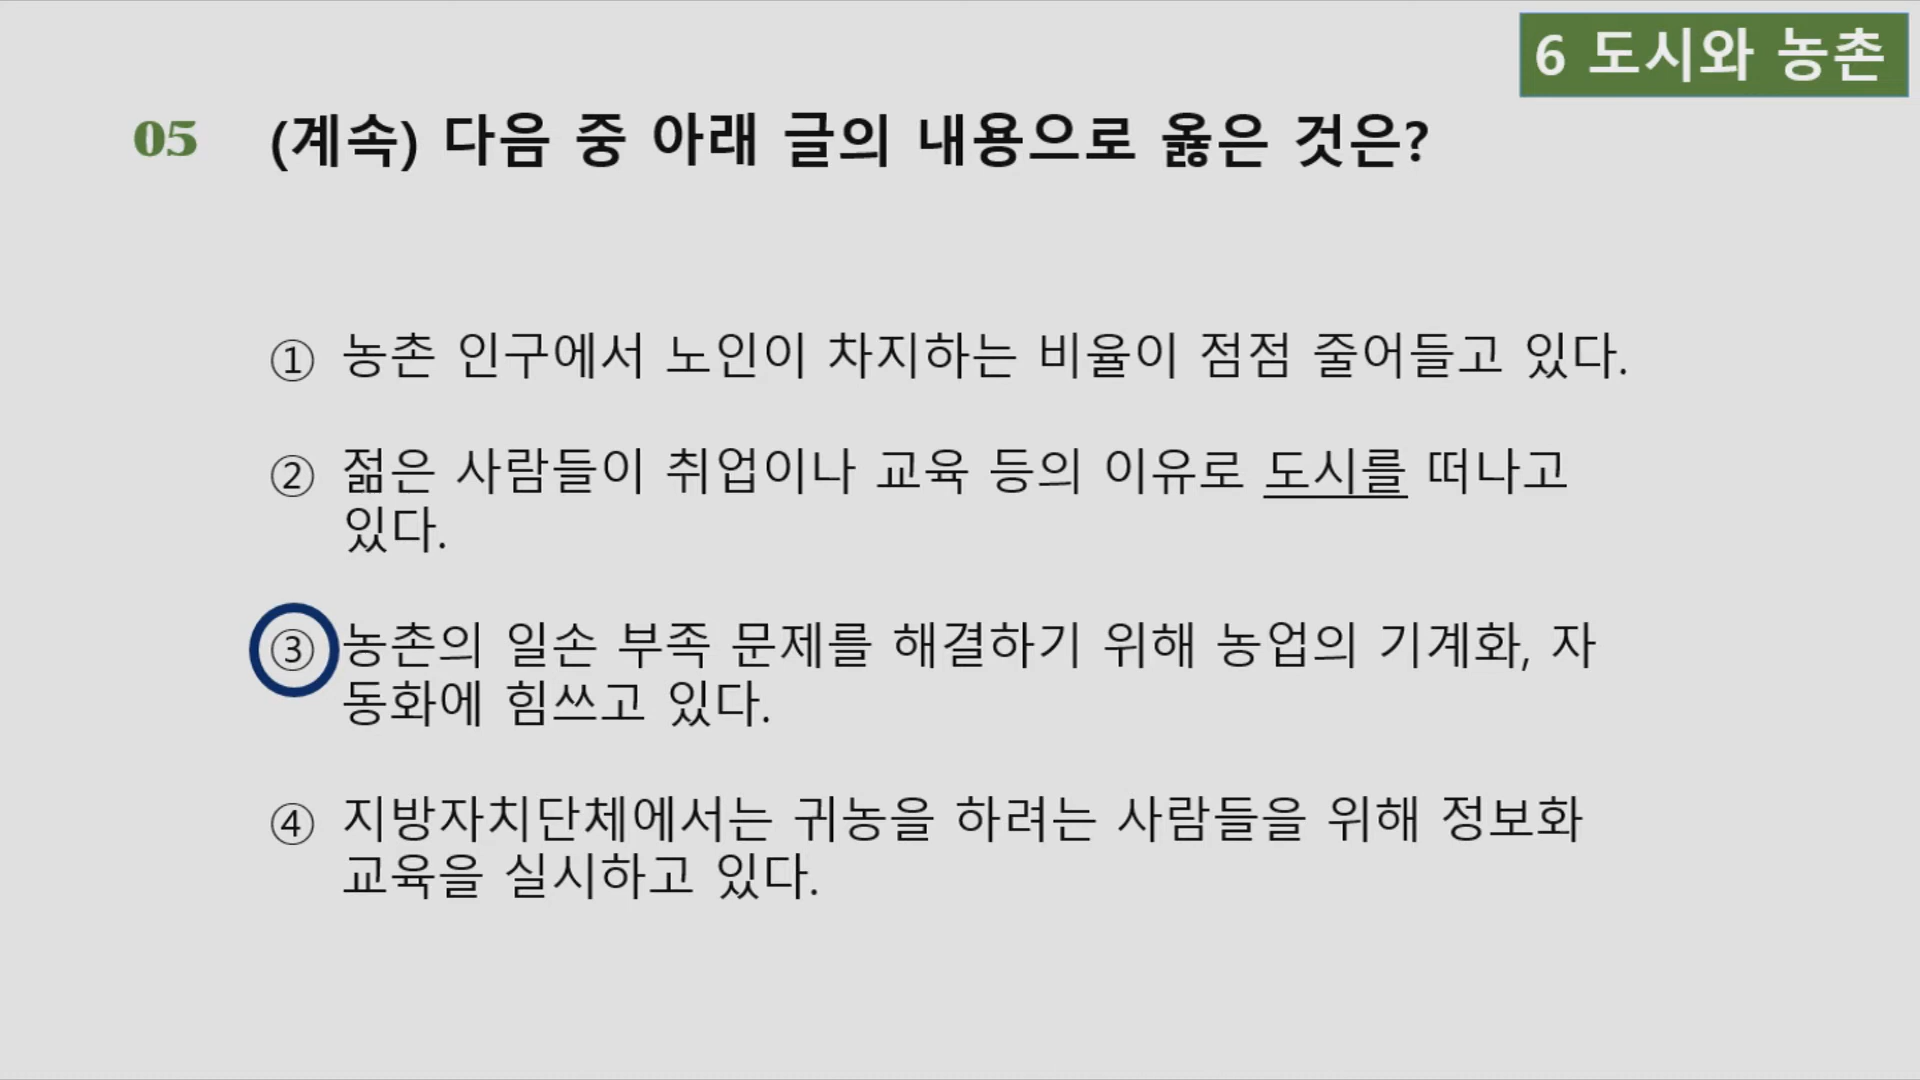 6 도시와 농촌
05 (계속) 다음 중 아래 글의 내용으로 옳은 것은?
① 농촌 인구에서 노인이 차지하는 비율이 점점 줄어들고 있다.
② 젊은 사람들이 취업이나 교육 등의 이유로 도시를 떠나고
있다.
③ 농촌의 일손 부족 문제를 해결하기 위해 농업의 기계화, 자
동화에 힘쓰고 있다.
④ 지방자치단체에서는 귀농을 하려는 사람들을 위해 정보화
교육을 실시하고 있다.